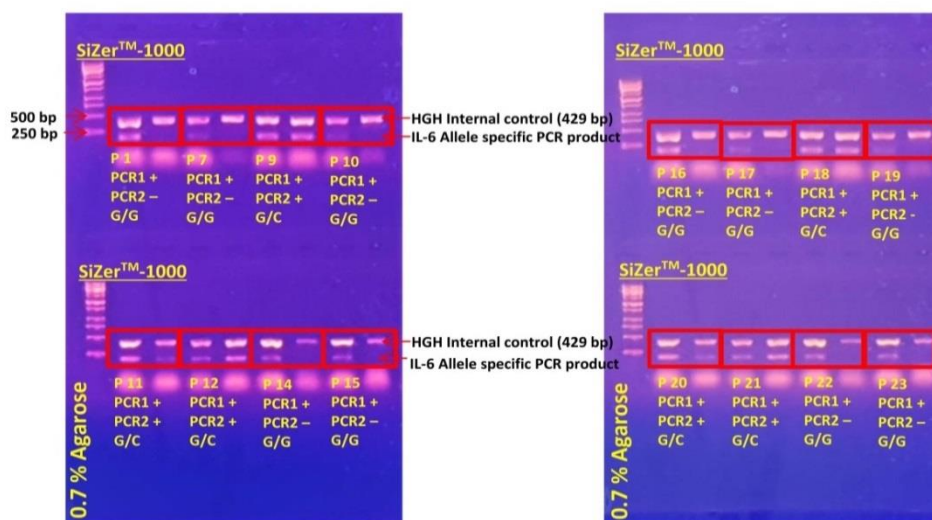 SiZer™-1000
500 bp
250 bp
P 1
PCR1 +
PCR2 –
G/G
P 7
PCR1 +
PCR2 –
G/G
P 9
PCR1 +
PCR2 +
G/C
P 10
PCR1 +
PCR2 –
G/G
HGH Internal control (429 bp)
IL-6 Allele specific PCR product
SiZer™-1000
P 16
PCR1 +
PCR2 –
G/G
P 17
PCR1 +
PCR2 –
G/G
P 18
PCR1 +
PCR2 +
G/C
P 19
PCR1 +
PCR2 -
G/G
SiZer™-1000
P 11
PCR1 +
PCR2 +
G/C
P 12
PCR1 +
PCR2 +
G/C
P 14
PCR1 +
PCR2 –
G/G
P 15
PCR1 +
PCR2 –
G/G
0.7 % Agarose
HGH Internal control (429 bp)
IL-6 Allele specific PCR product
SiZer™-1000
P 20
PCR1 +
PCR2 +
G/C
P 21
PCR1 +
PCR2 +
G/C
P 22
PCR1 +
PCR2 –
G/G
P 23
PCR1 +
PCR2 –
G/G
0.7 % Agarose